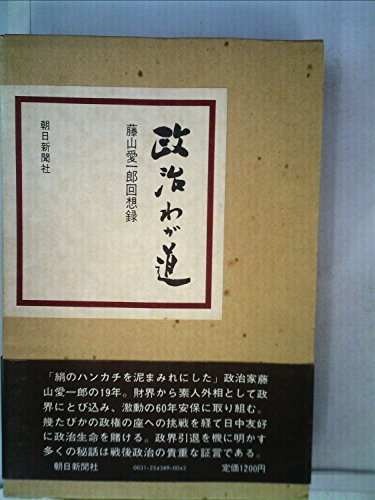 政治わが道
藤山愛一郎回想録
朝日新聞社
「絹のハンカチを泥まみれにした」政治家藤
山愛一郎の19年。財界から素人外相として政
界にとび込み、激動の60年安保に取り組む。
幾たびかの政権の座への挑戦を経て日中友好
に政治生命を賭ける。政界引退を機に明かす
多くの秘話は戦後政治の貴重な証言である。
朝日新聞社 0031-254389-0042 定価1200円